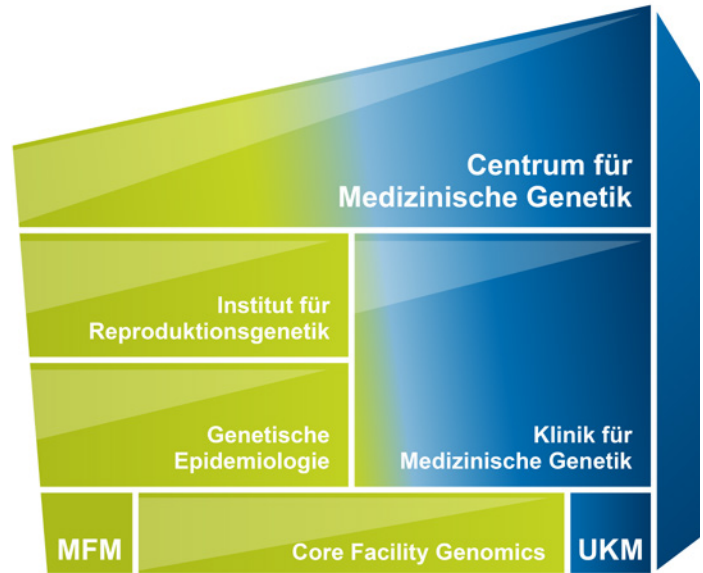 Centrum für
Medizinische Genetik
Institut für
Reproduktionsgenetik
Genetische
Epidemiologie
Klinik für
Medizinische Genetik
MFM
Core Facility Genomics
UKM